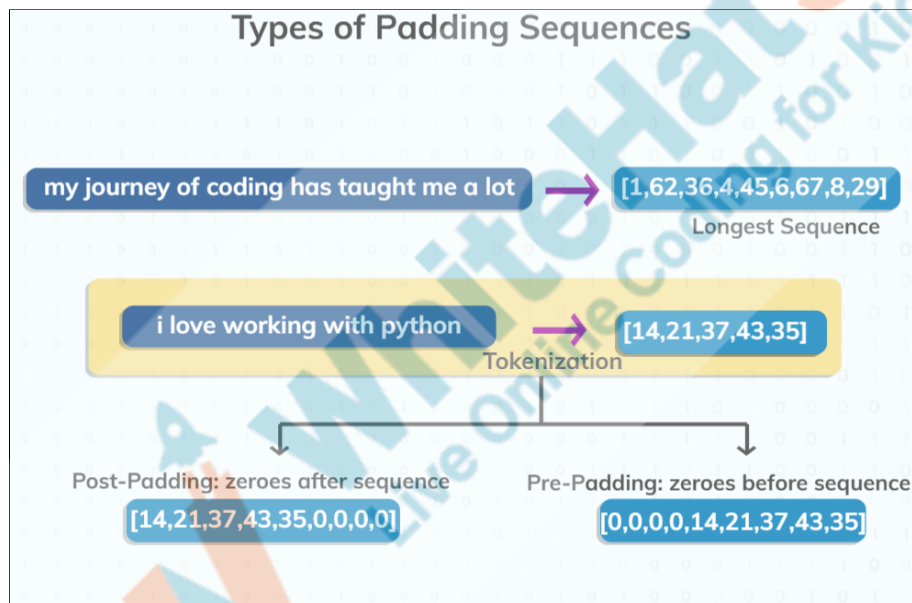 Types of Padding Sequences
my journey of coding has taught me a lot
[1,62,36,4,45,6,67,8,29]
Longest Sequence
i love working with python
[14,21,37,43,35]
Tokenization
Post-Padding: zeroes after sequence
Pre-Padding: zeroes before sequence
[14,21,37,43,35,0,0,0,0]
[0,0,0,0,14,21,37,43,35]
WhiteHat
Live Online Coding for Ki